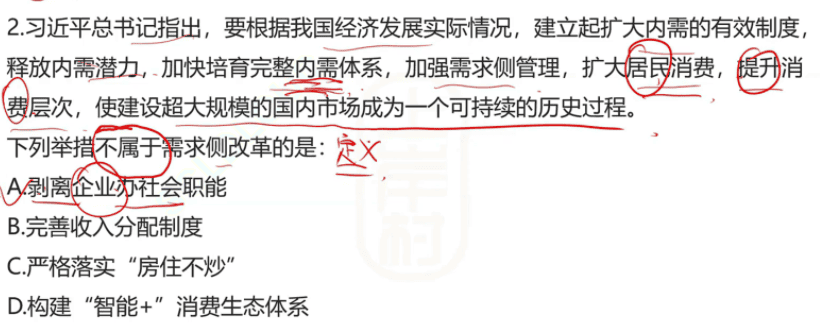 2.习近平总书记指出，要根据我国经济发展实际情况，建立起扩大内需的有效制度，
释放内需潜力，加快培育完整内需体系，加强需求侧管理，扩大居民消费，提升消
费层次，使建设超大规模的国内市场成为一个可持续的历史过程。
下列举措不属于需求侧改革的是：定义
A.剥离企业办社会职能
B.完善收入分配制度
C.严格落实“房住不炒”
D.构建“智能+”消费生态体系